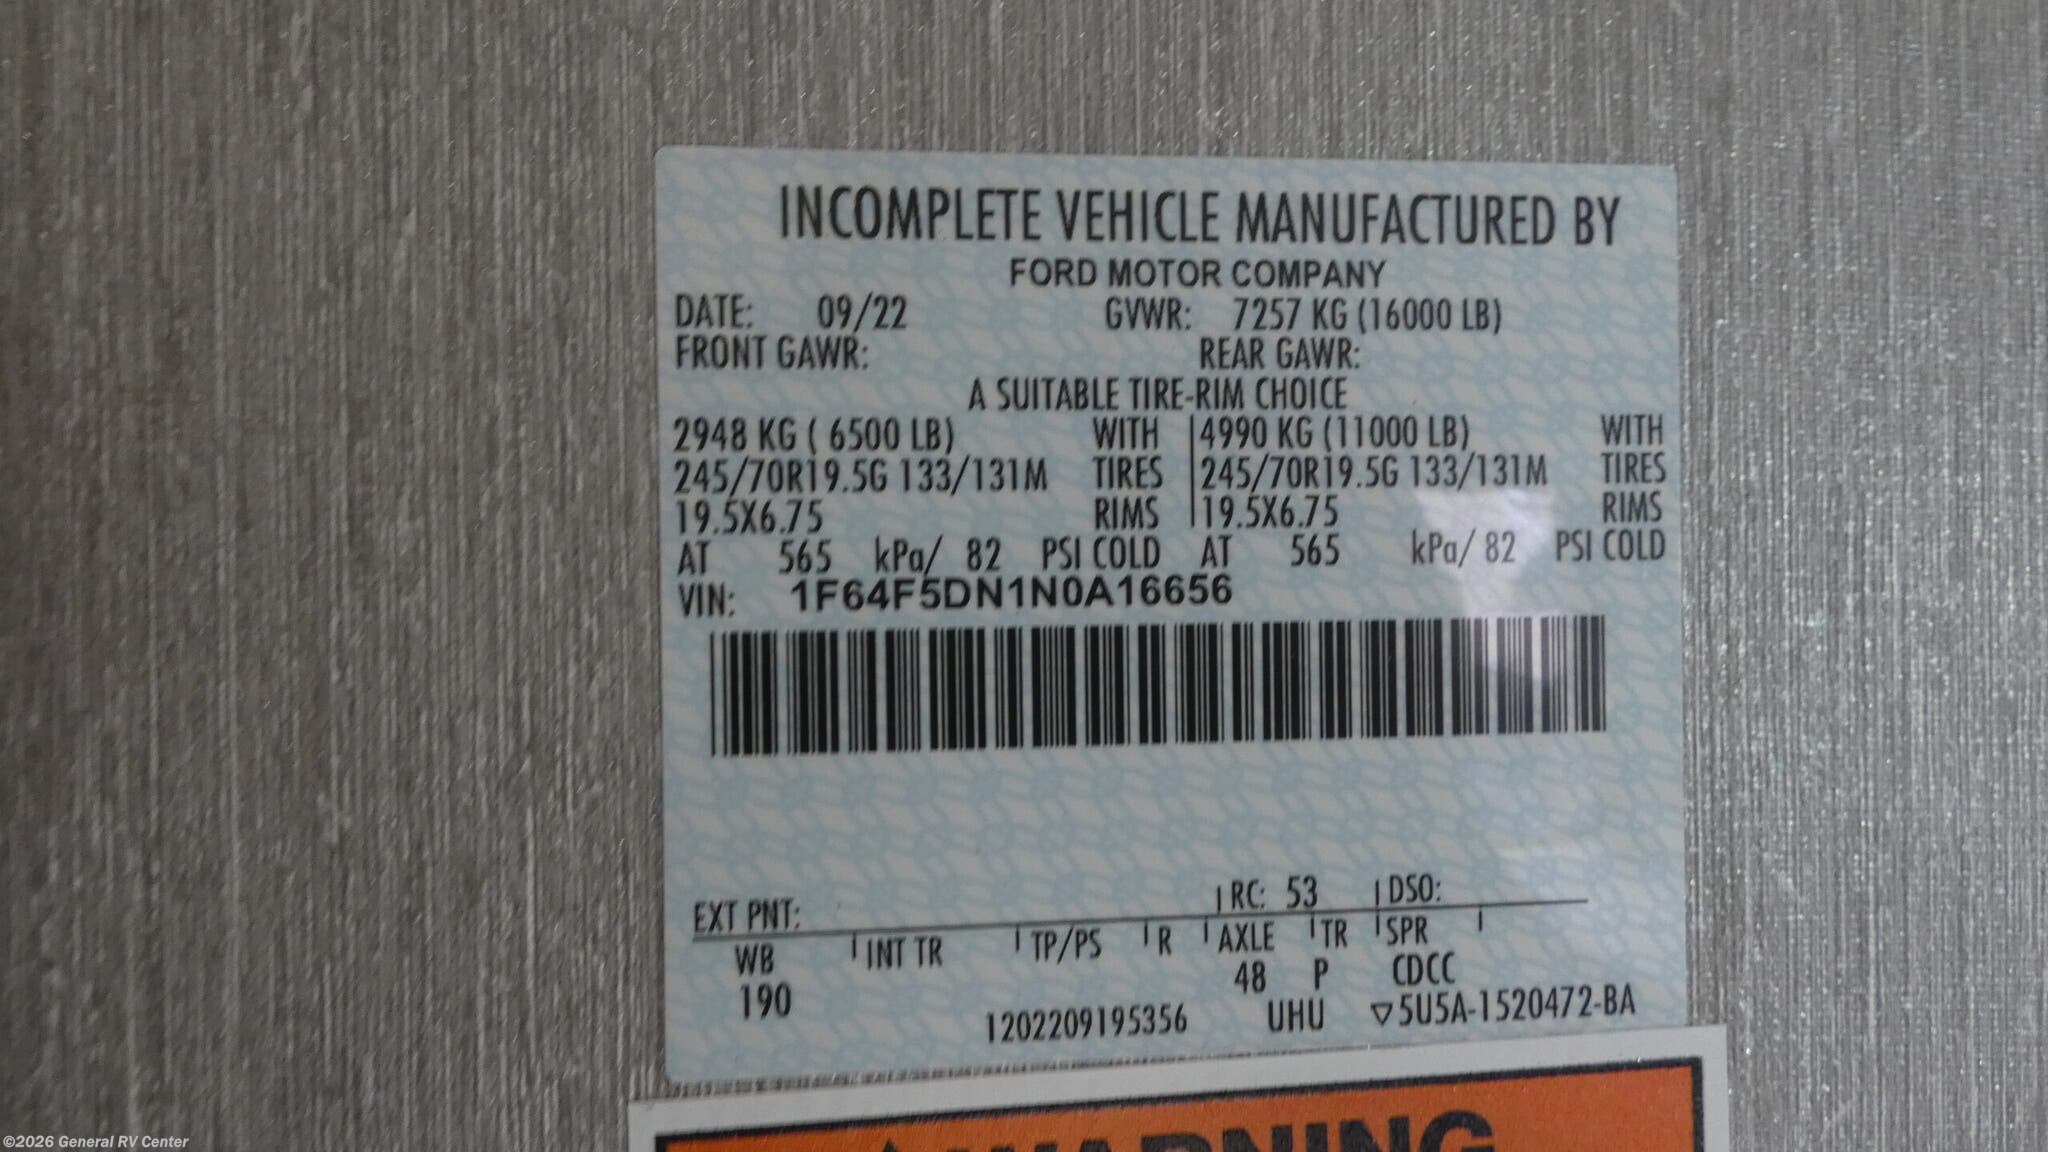 INCOMPLETE VEHICLE MANUFACTURED BY
FORD MOTOR COMPANY
DATE: 09/22 GVWR: 7257 KG (16000 LB)
FRONT GAWR: REAR GAWR:
A SUITABLE TIRE-RIM CHOICE
2948 KG ( 6500 LB) WITH 4990 KG (11000 LB) WITH
245/70R19.5G 133/131M TIRES 245/70R19.5G 133/131M TIRES
19.5X6.75 RIMS 19.5X6.75 RIMS
AT 565 kPa/ 82 PSI COLD AT 565 kPa/ 82 PSI COLD
VIN: 1F64F5DN1N0A16656
EXT PNT: RC: 53 DSO:
WB INT TR TP/PS R AXLE TR SPR
190 48 P CDCC
1202209195356 UHU ▽5U5A-1520472-BA
WARNING
©2026 General RV Center